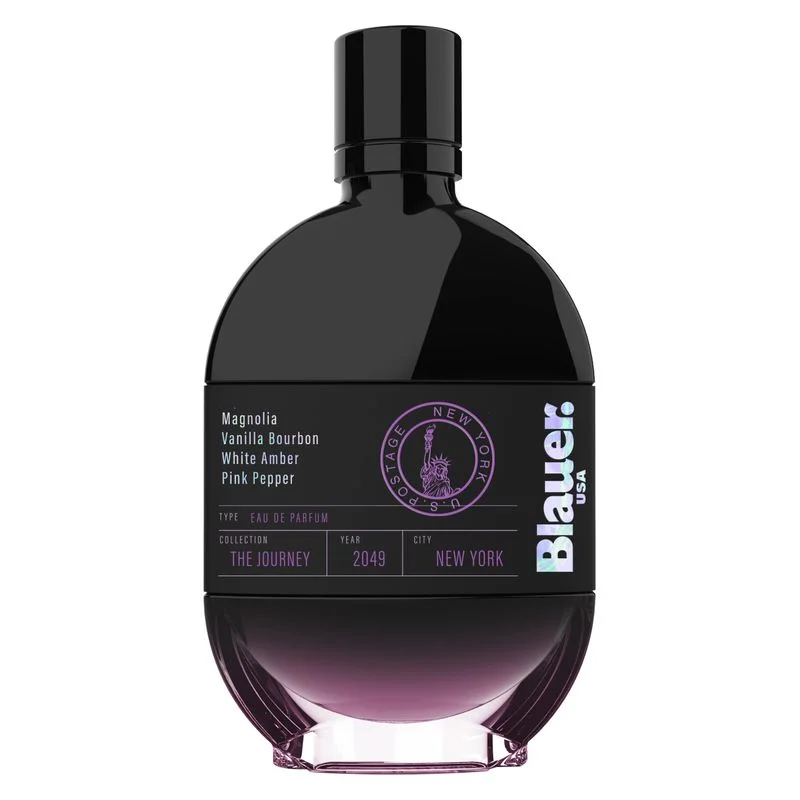 Magnolia
Vanilla Bourbon
White Amber
Pink Pepper
NEW YORK
U.S. POSTAGE
TYPE EAU DE PARFUM
COLLECTION YEAR CITY
THE JOURNEY 2049 NEW YORK
Blauer.
USA